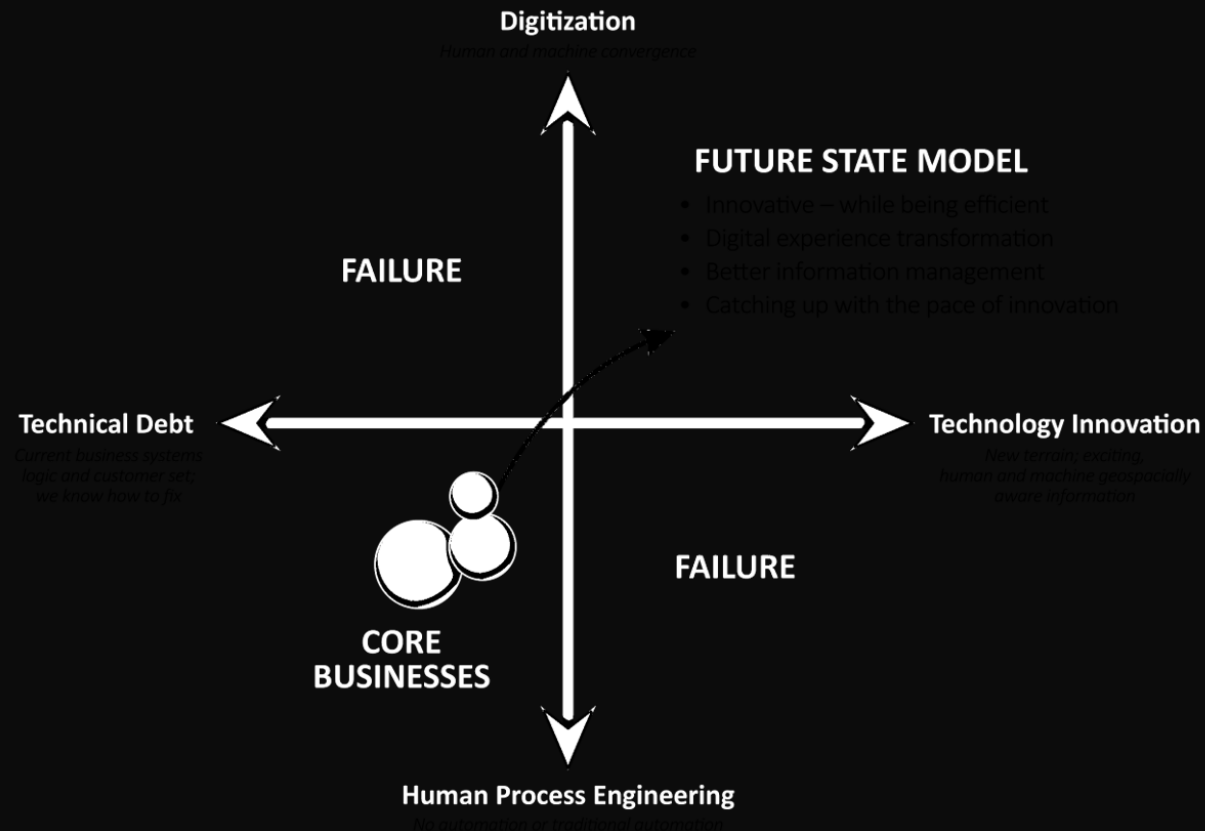 Digitization
Human and machine convergence
FUTURE STATE MODEL
• Innovative – while being efficient
• Digital experience transformation
• Better information management
• Catching up with the pace of innovation
FAILURE
Technical Debt
Current business systems
logic and customer set;
we know how to fix
Technology Innovation
New terrain; exciting,
human and machine geospacially
aware information
FAILURE
CORE
BUSINESSES
Human Process Engineering
No automation or traditional automation